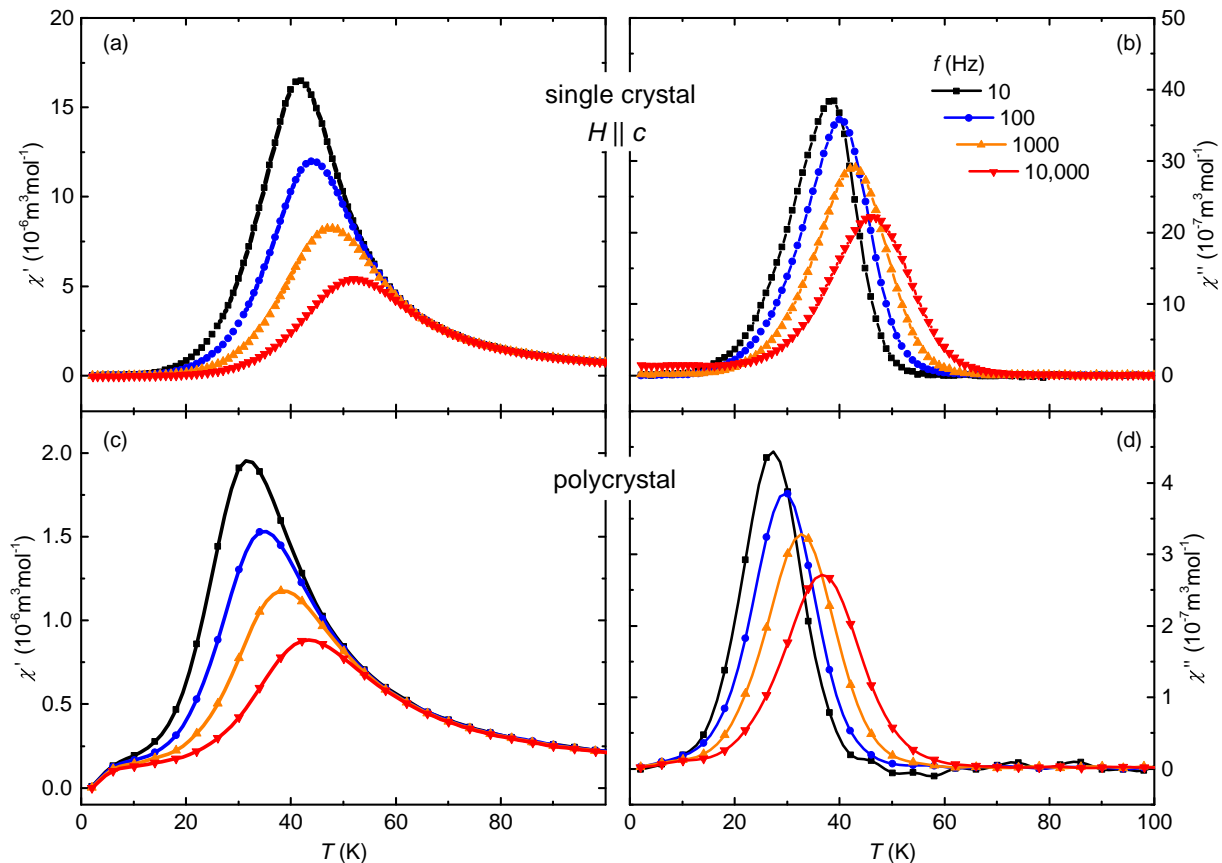 (a)
20
15
10
5
0
χ' (10⁻⁶m³mol⁻¹)
single crystal
H || c
(b)
50
40
30
20
10
0
χ'' (10⁻⁷m³mol⁻¹)
f (Hz)
10
100
1000
10,000
(c)
2.0
1.5
1.0
0.5
0.0
χ' (10⁻⁶m³mol⁻¹)
polycrystal
(d)
4
3
2
1
0
χ'' (10⁻⁷m³mol⁻¹)
0 20 40 60 80
T (K)
0 20 40 60 80 100
T (K)